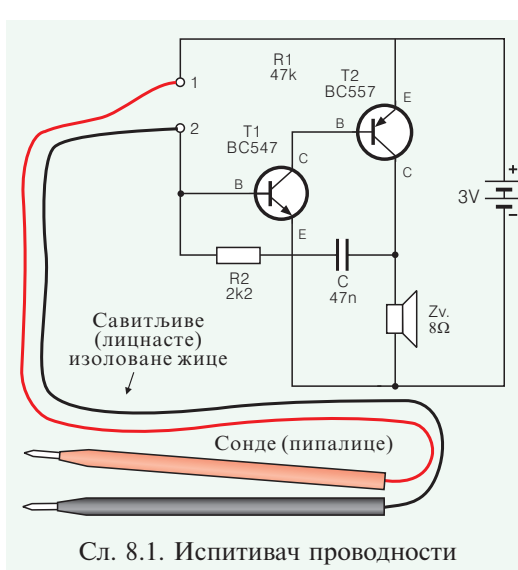 R1
47k
T2
BC557
E
1
2
T1
BC547
B
C
B
C
E
3V
+
-
R2
2k2
C
47n
Zv.
8Ω
Савитљиве
(лицнасте)
изоловане жице
Сонде (пипалице)
Сл. 8.1. Испитивач проводности